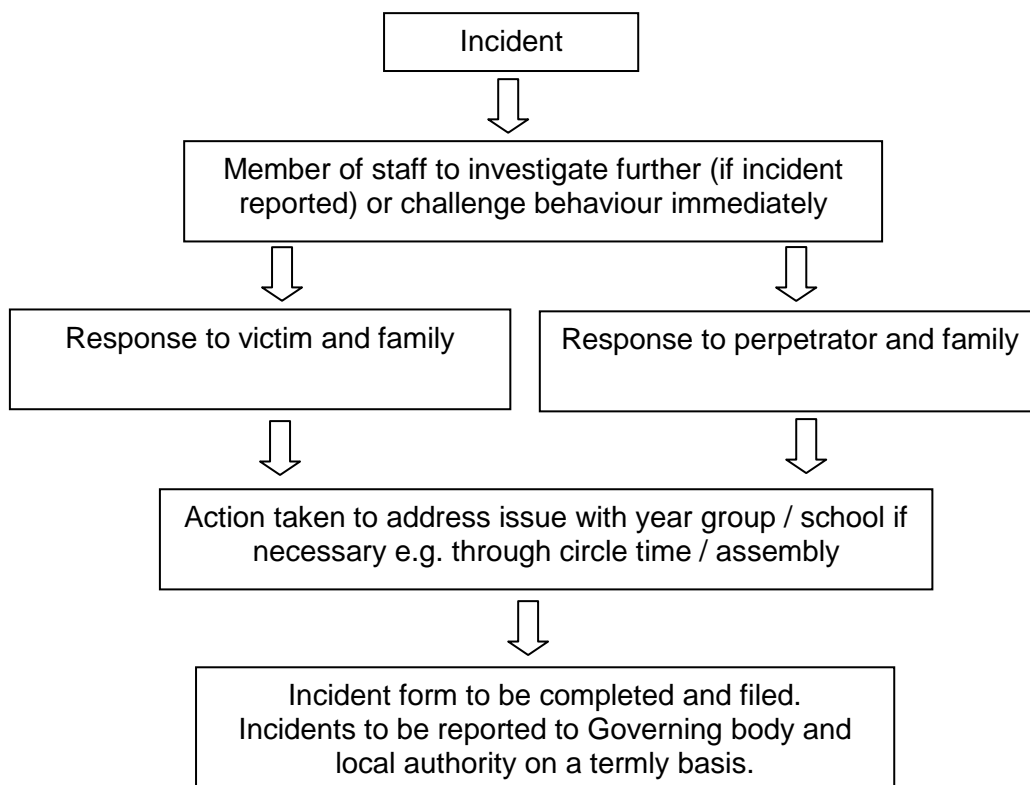 Incident
Member of staff to investigate further (if incident
reported) or challenge behaviour immediately
Response to victim and family
Response to perpetrator and family
Action taken to address issue with year group / school if
necessary e.g. through circle time / assembly
Incident form to be completed and filed.
Incidents to be reported to Governing body and
local authority on a termly basis.